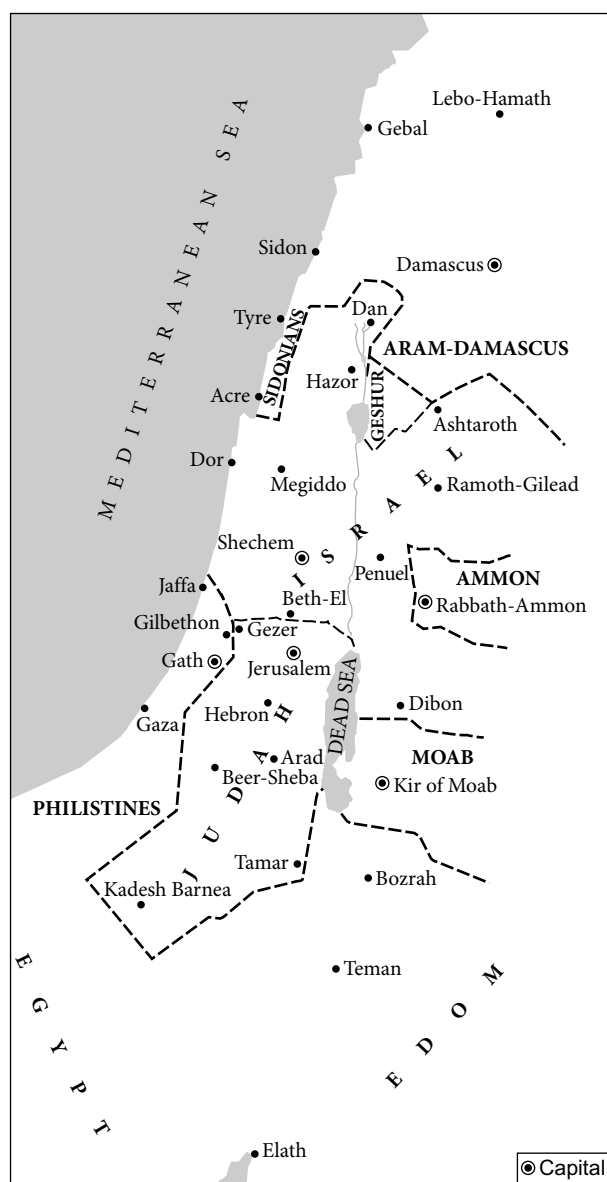 Lebo-Hamath
Gebal
MEDITERRANEAN SEA
Sidon
Damascus
Tyre
Dan
SIDONIANS
ARAM-DAMASCUS
Hazor
GESHUR
Acre
Ashtaroth
Dor
Megiddo
Ramoth-Gilead
ISRAEL
Shechem
Penuel
AMMON
Jaffa
Beth-El
Rabbath-Ammon
Gilbethon
Gezer
Gath
Jerusalem
DEAD SEA
Hebron
Dibon
Gaza
JUDAH
Arad
MOAB
Beer-Sheba
Kir of Moab
PHILISTINES
Tamar
Bozrah
Kadesh Barnea
Teman
EGYPT
EDOM
Elath
Capital